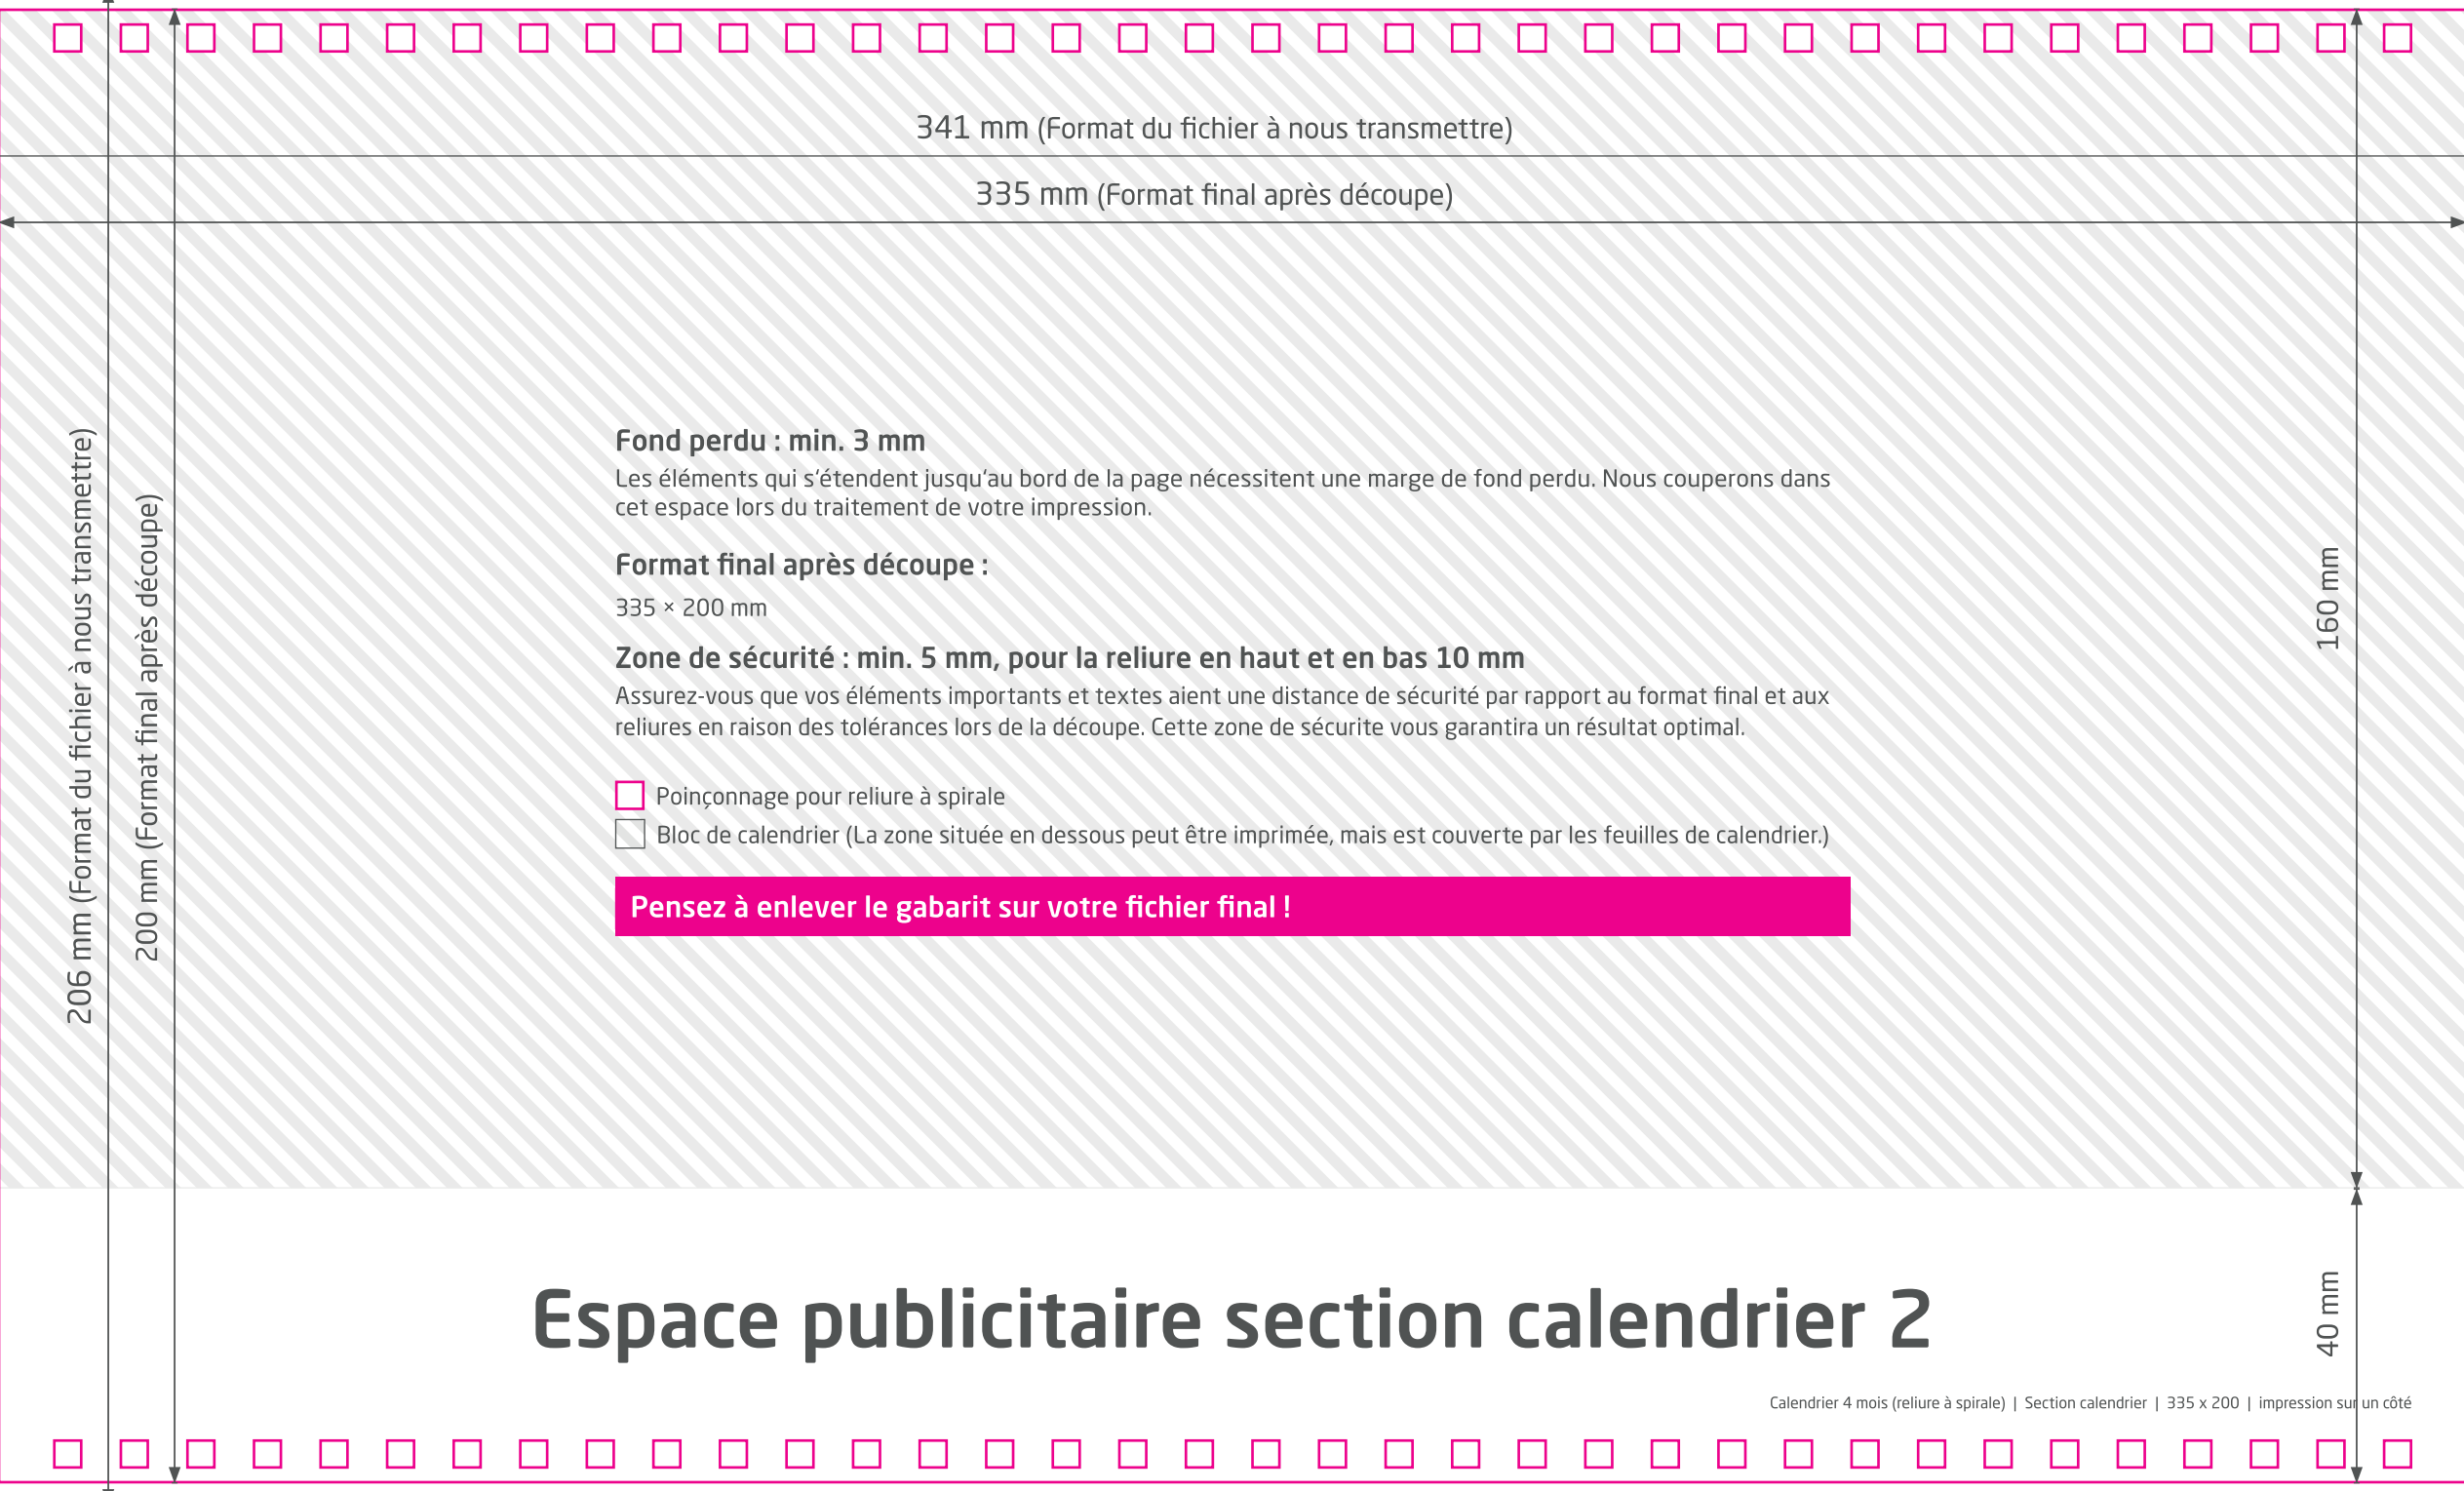 341 mm (Format du fichier à nous transmettre)
335 mm (Format final après découpe)
206 mm (Format du fichier à nous transmettre)
200 mm (Format final après découpe)
Fond perdu : min. 3 mm
Les éléments qui s‘étendent jusqu‘au bord de la page nécessitent une marge de fond perdu. Nous couperons dans
cet espace lors du traitement de votre impression.
Format final après découpe :
335 × 200 mm
Zone de sécurité : min. 5 mm, pour la reliure en haut et en bas 10 mm
Assurez-vous que vos éléments importants et textes aient une distance de sécurité par rapport au format final et aux
reliures en raison des tolérances lors de la découpe. Cette zone de sécurite vous garantira un résultat optimal.
Poinçonnage pour reliure à spirale
Bloc de calendrier (La zone située en dessous peut être imprimée, mais est couverte par les feuilles de calendrier.)
Pensez à enlever le gabarit sur votre fichier final !
160 mm
Espace publicitaire section calendrier 2
40 mm
Calendrier 4 mois (reliure à spirale) | Section calendrier | 335 x 200 | impression sur un côté